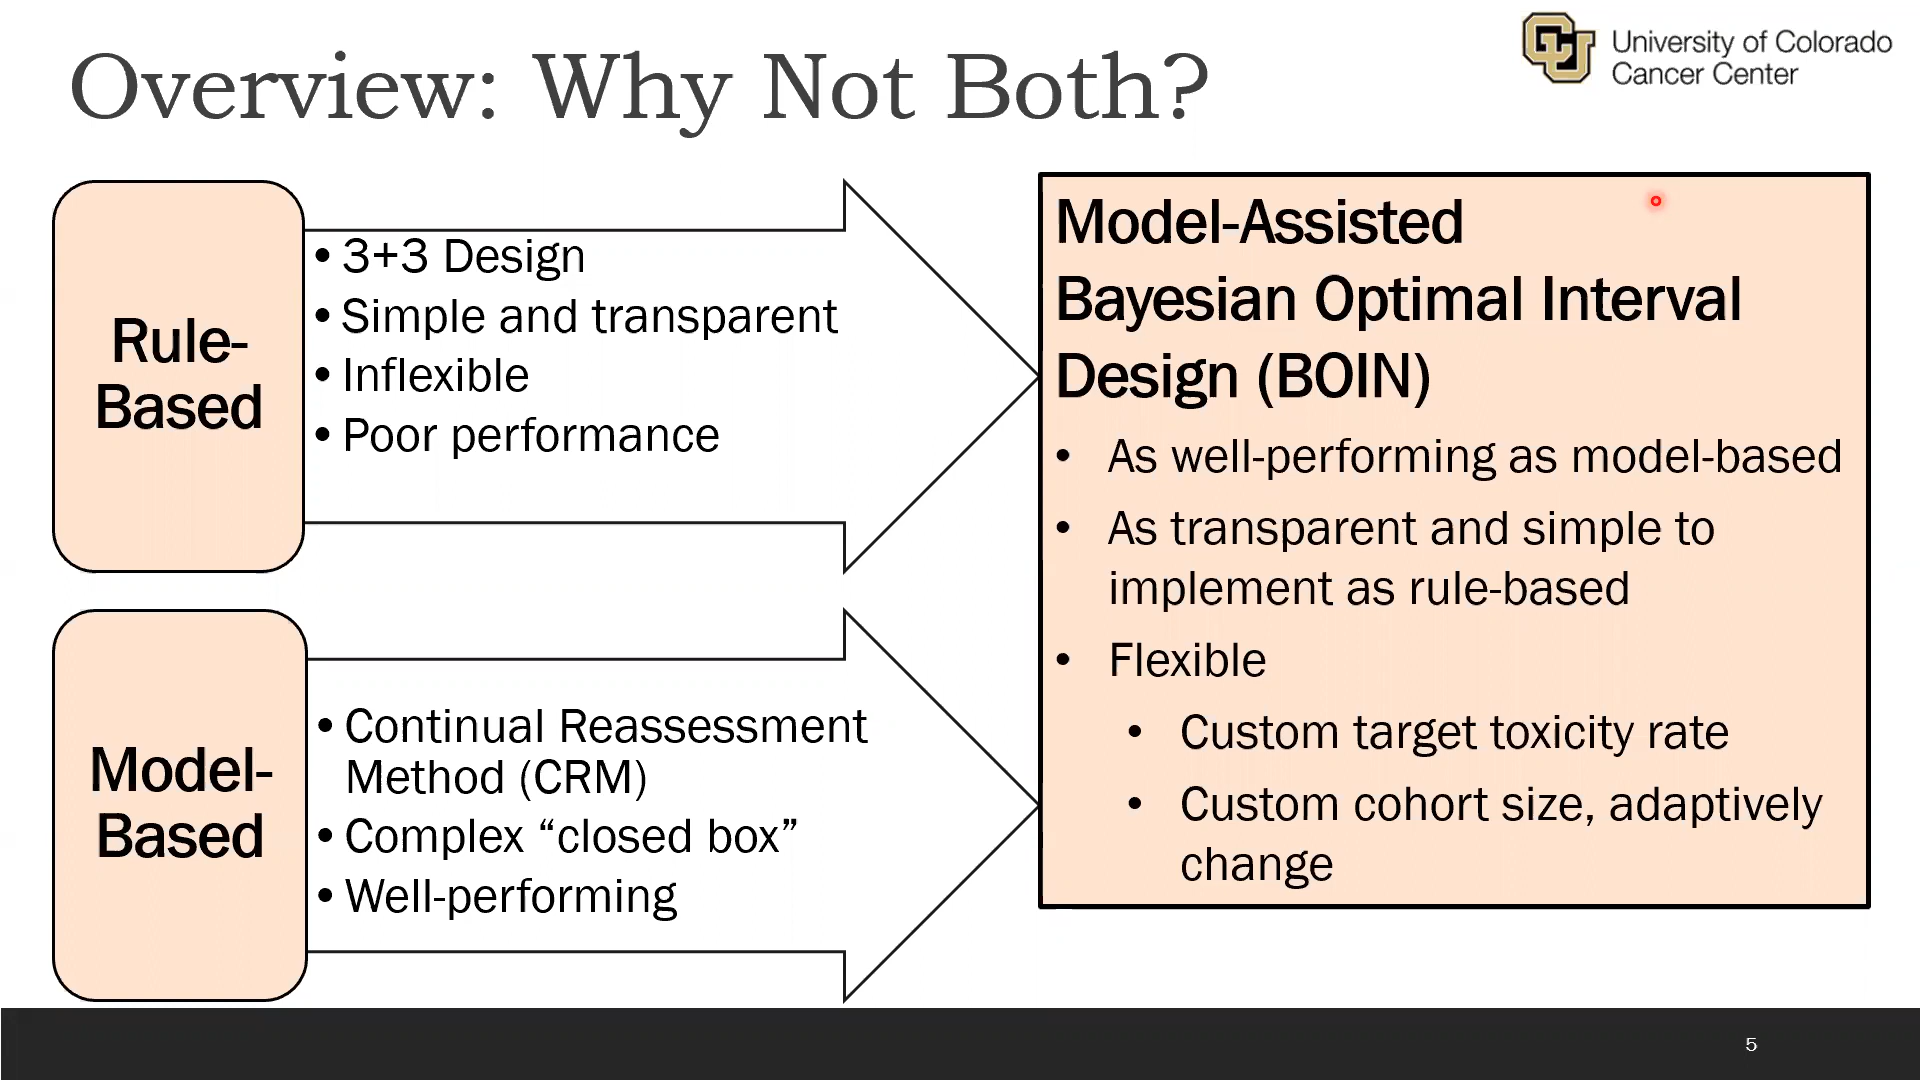 Overview: Why Not Both?
University of Colorado
Cancer Center
Rule-
Based
• 3+3 Design
• Simple and transparent
• Inflexible
• Poor performance
Model-
Based
• Continual Reassessment
Method (CRM)
• Complex “closed box”
• Well-performing
Model-Assisted
Bayesian Optimal Interval
Design (BOIN)
• As well-performing as model-based
• As transparent and simple to
implement as rule-based
• Flexible
• Custom target toxicity rate
• Custom cohort size, adaptively
change
5